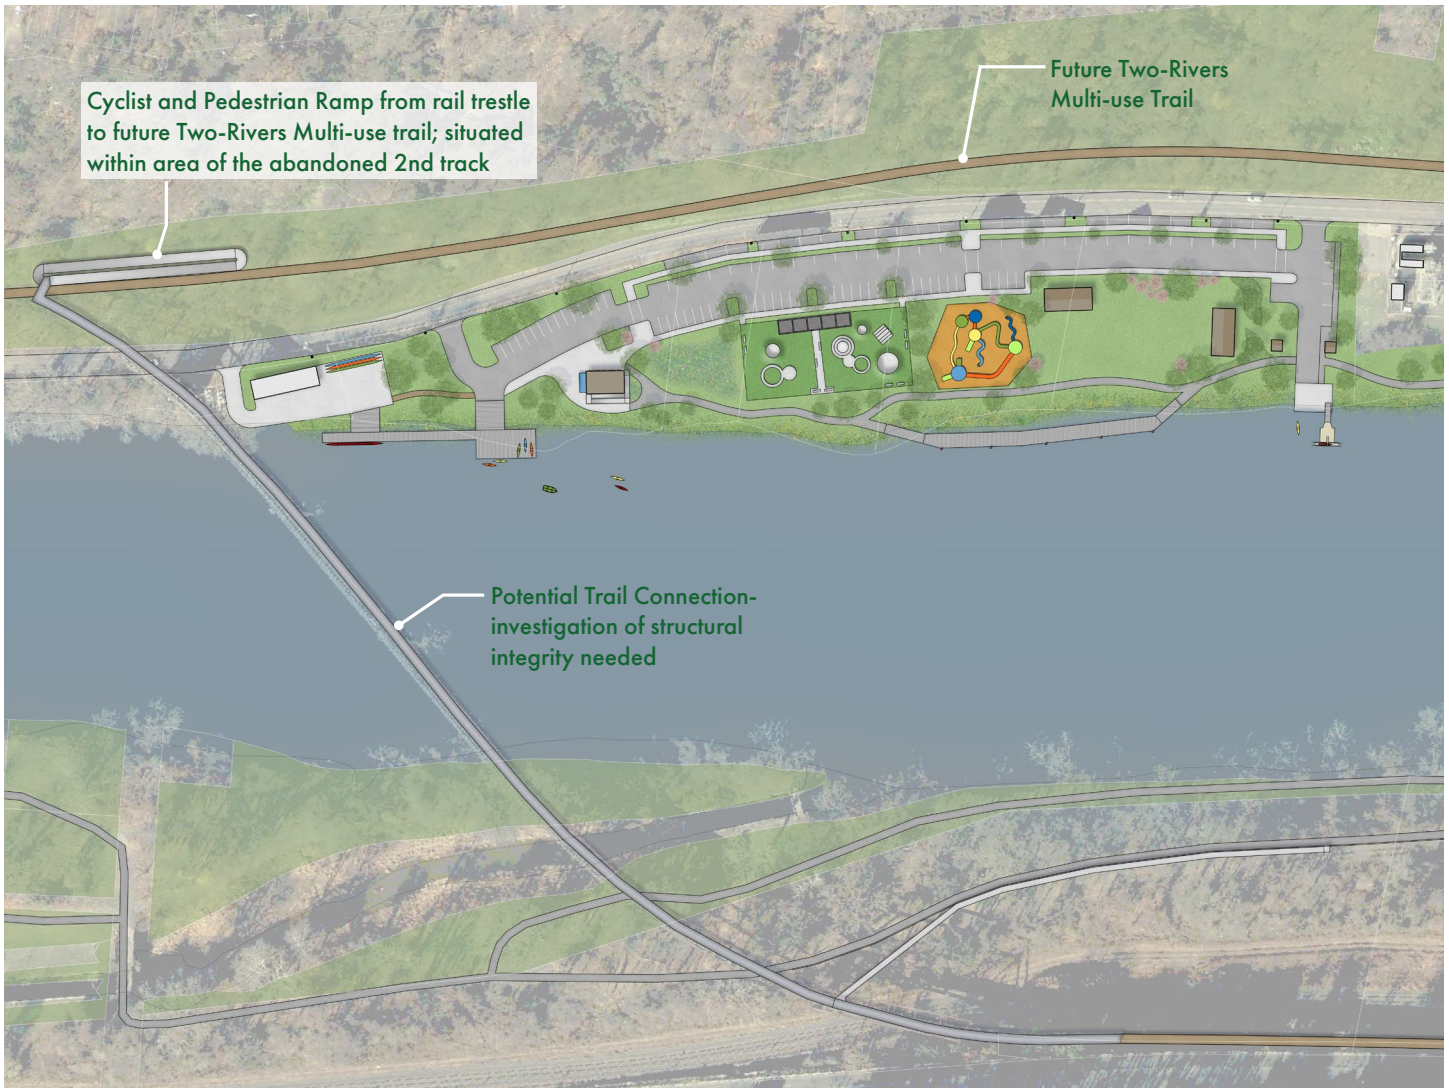 Future Two-Rivers
Multi-use Trail
Cyclist and Pedestrian Ramp from rail trestle
to future Two-Rivers Multi-use trail; situated
within area of the abandoned 2nd track
Potential Trail Connection-
investigation of structural
integrity needed